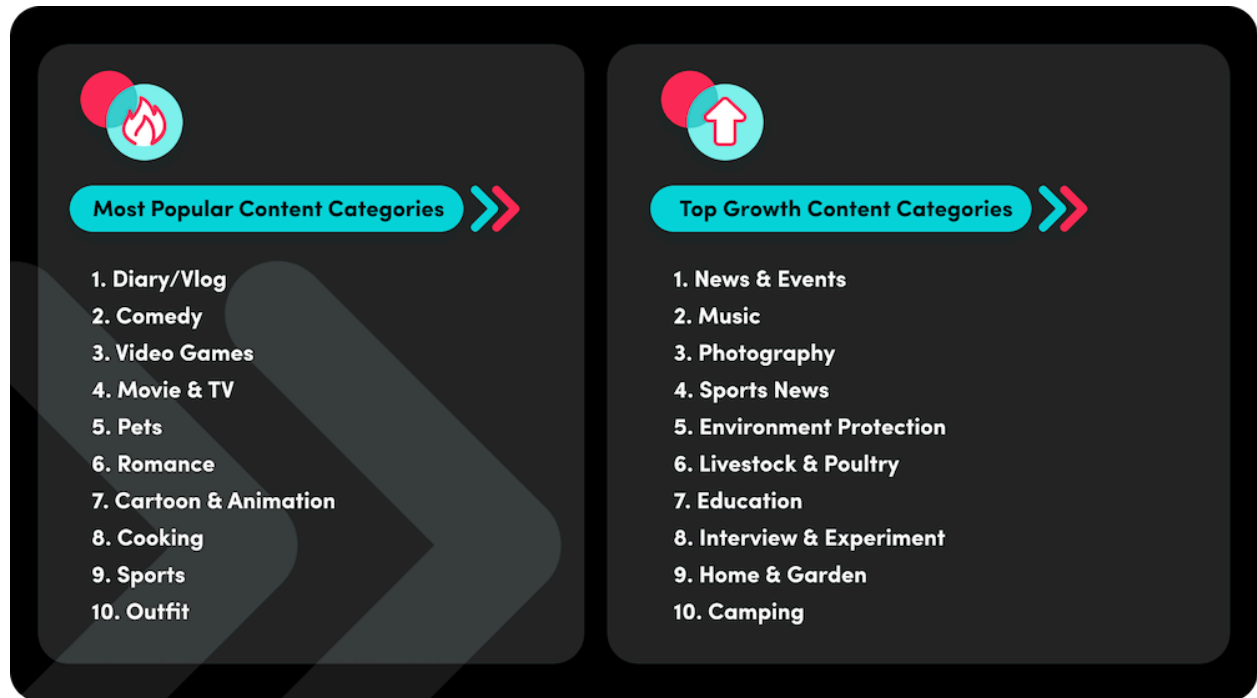 Most Popular Content Categories
1. Diary/Vlog
2. Comedy
3. Video Games
4. Movie & TV
5. Pets
6. Romance
7. Cartoon & Animation
8. Cooking
9. Sports
10. Outfit
Top Growth Content Categories
1. News & Events
2. Music
3. Photography
4. Sports News
5. Environment Protection
6. Livestock & Poultry
7. Education
8. Interview & Experiment
9. Home & Garden
10. Camping